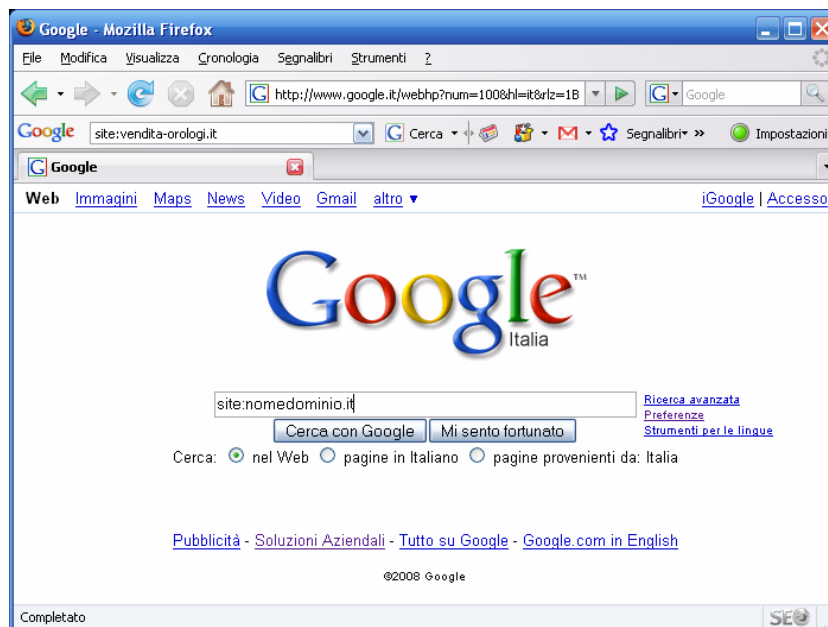 Google - Mozilla Firefox
File Modifica Visualizza Cronologia Segnalibri Strumenti ?
G http://www.google.it/webhp?num=100&hl=it&rlz=1B G Google
Google site:vendita-orologi.it G Cerca Segnalibri » Impostazioni
G Google
Web Immagini Maps News Video Gmail altro ▼ iGoogle | Accesso
Google™
Italia
site:nomedominio.it
Ricerca avanzata
Preferenze
Strumenti per le lingue
Cerca con Google Mi sento fortunato
Cerca: nel Web pagine in Italiano pagine provenienti da: Italia
Pubblicità - Soluzioni Aziendali - Tutto su Google - Google.com in English
©2008 Google
Completato SEO